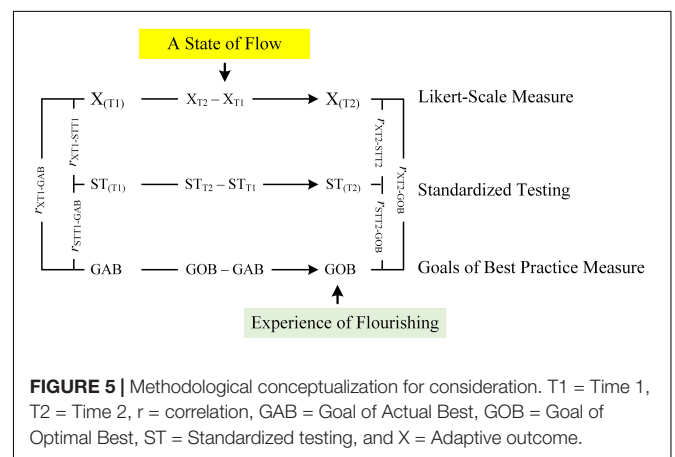 A State of Flow
X(T1) XT2 – XT1 X(T2) Likert-Scale Measure
rXT1-STT1 rXT2-STT2
rXT1-GAB rXT2-GOB
ST(T1) STT2 – STT1 ST(T2) Standardized Testing
rSTT1-GAB rSTT2-GOB
GAB GOB – GAB GOB Goals of Best Practice Measure
Experience of Flourishing
FIGURE 5 | Methodological conceptualization for consideration. T1 = Time 1,
T2 = Time 2, r = correlation, GAB = Goal of Actual Best, GOB = Goal of
Optimal Best, ST = Standardized testing, and X = Adaptive outcome.